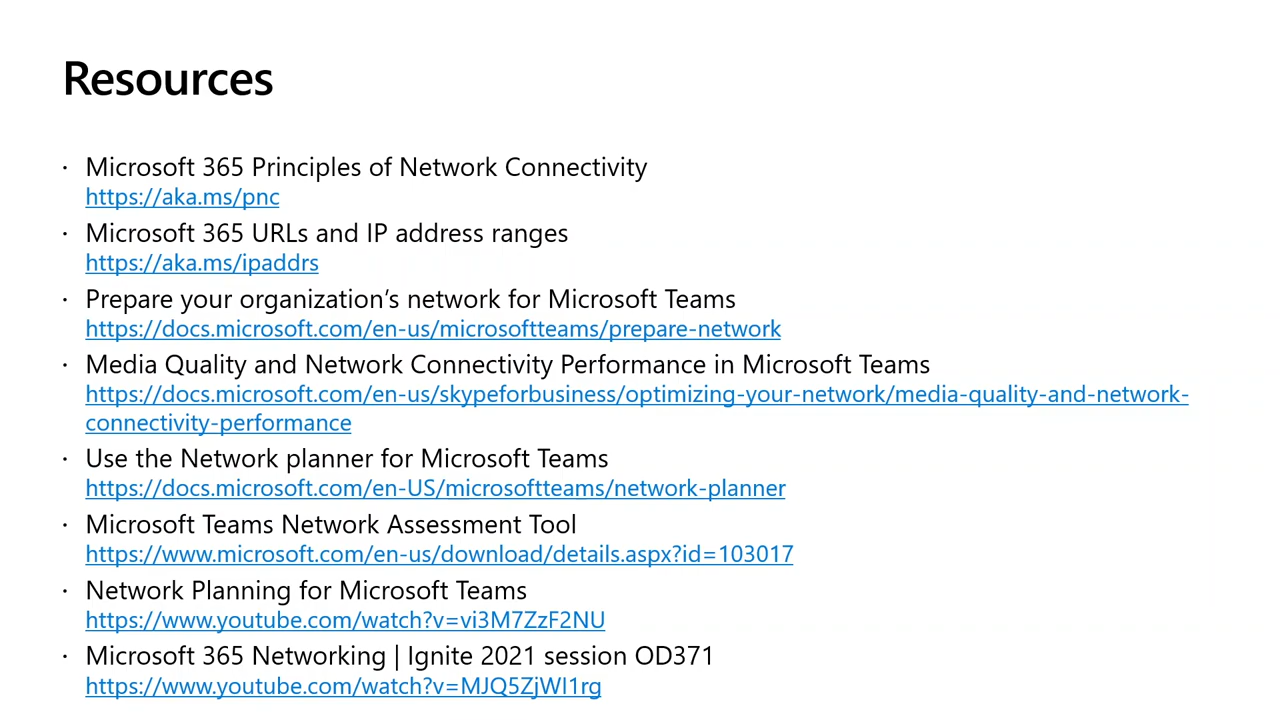 Resources
· Microsoft 365 Principles of Network Connectivity
https://aka.ms/pnc
· Microsoft 365 URLs and IP address ranges
https://aka.ms/ipaddrs
· Prepare your organization’s network for Microsoft Teams
https://docs.microsoft.com/en-us/microsoftteams/prepare-network
· Media Quality and Network Connectivity Performance in Microsoft Teams
https://docs.microsoft.com/en-us/skypeforbusiness/optimizing-your-network/media-quality-and-network-
connectivity-performance
· Use the Network planner for Microsoft Teams
https://docs.microsoft.com/en-US/microsoftteams/network-planner
· Microsoft Teams Network Assessment Tool
https://www.microsoft.com/en-us/download/details.aspx?id=103017
· Network Planning for Microsoft Teams
https://www.youtube.com/watch?v=vi3M7ZzF2NU
· Microsoft 365 Networking | Ignite 2021 session OD371
https://www.youtube.com/watch?v=MJQ5ZjWI1rg